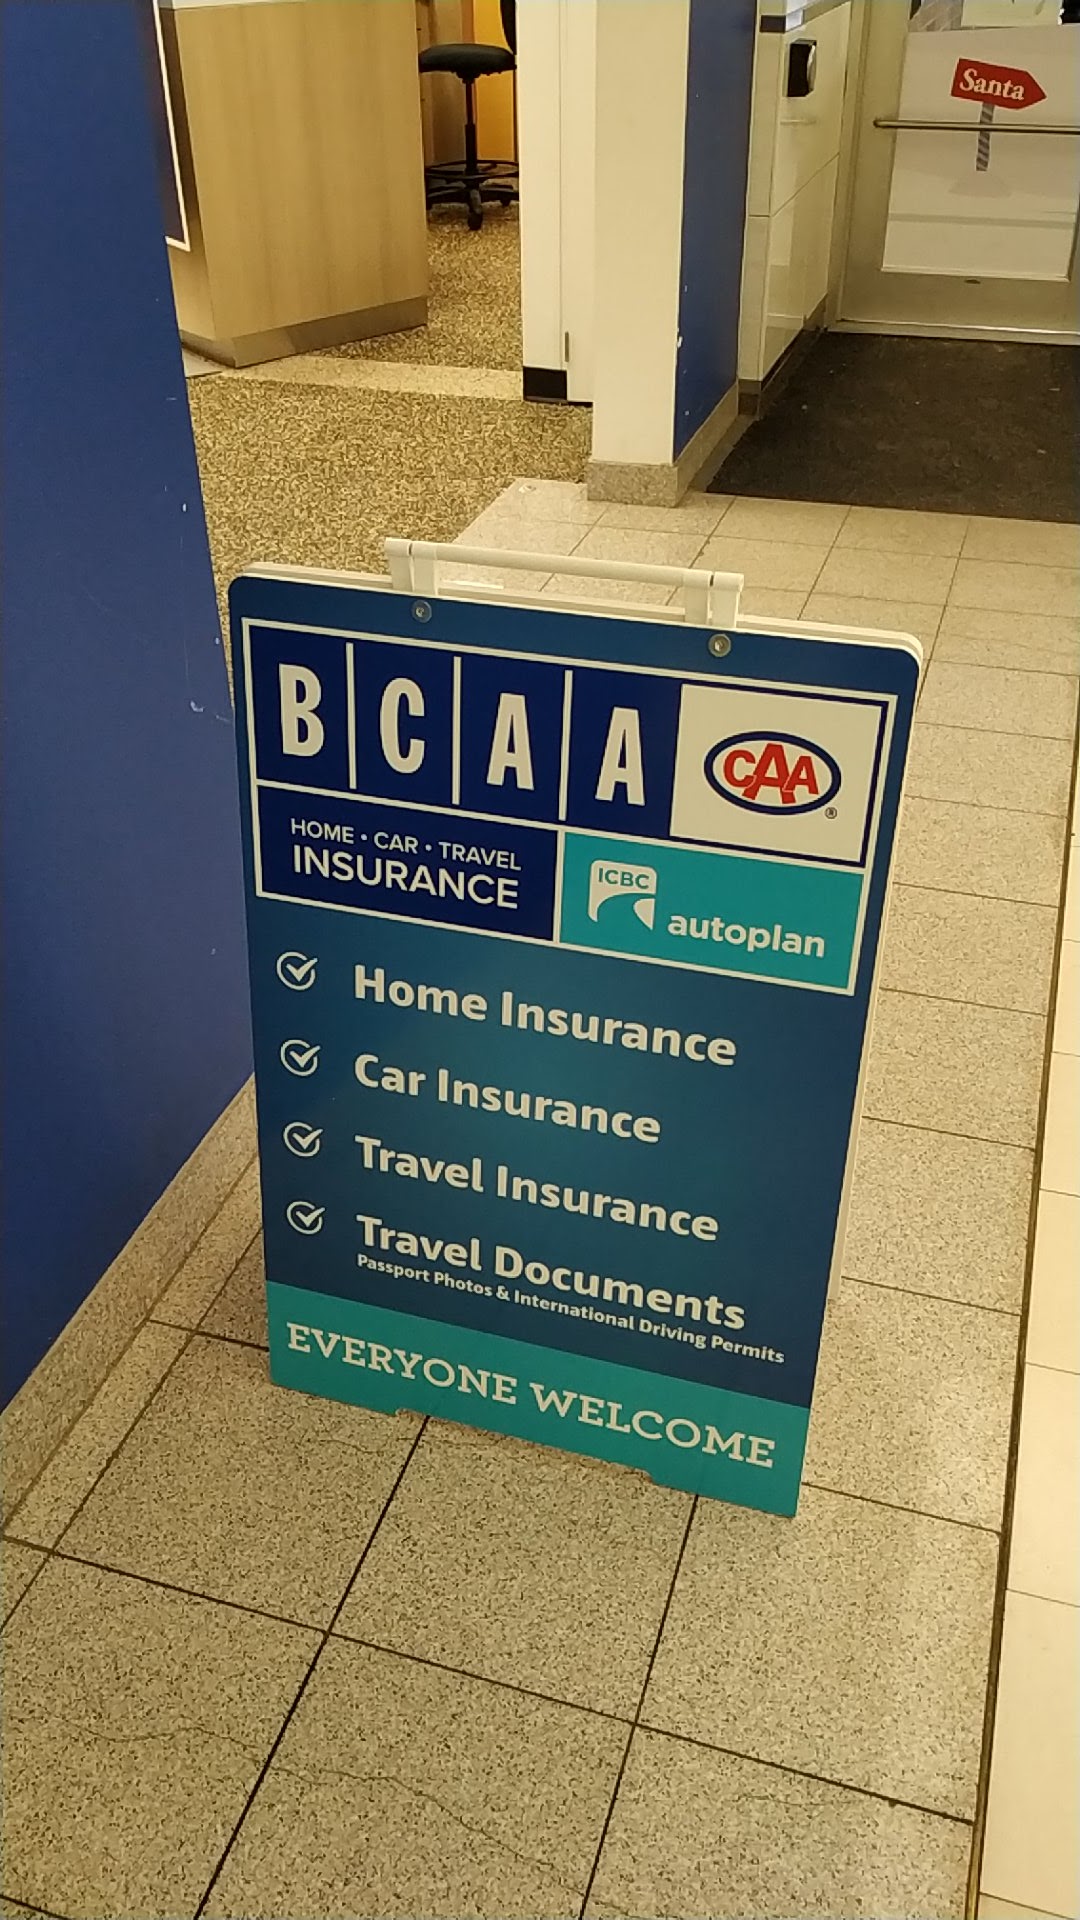 Santa
BCAA
CAA
®
HOME • CAR • TRAVEL
INSURANCE
ICBC
autoplan
Home Insurance
Car Insurance
Travel Insurance
Travel Documents
Passport Photos & International Driving Permits
EVERYONE WELCOME